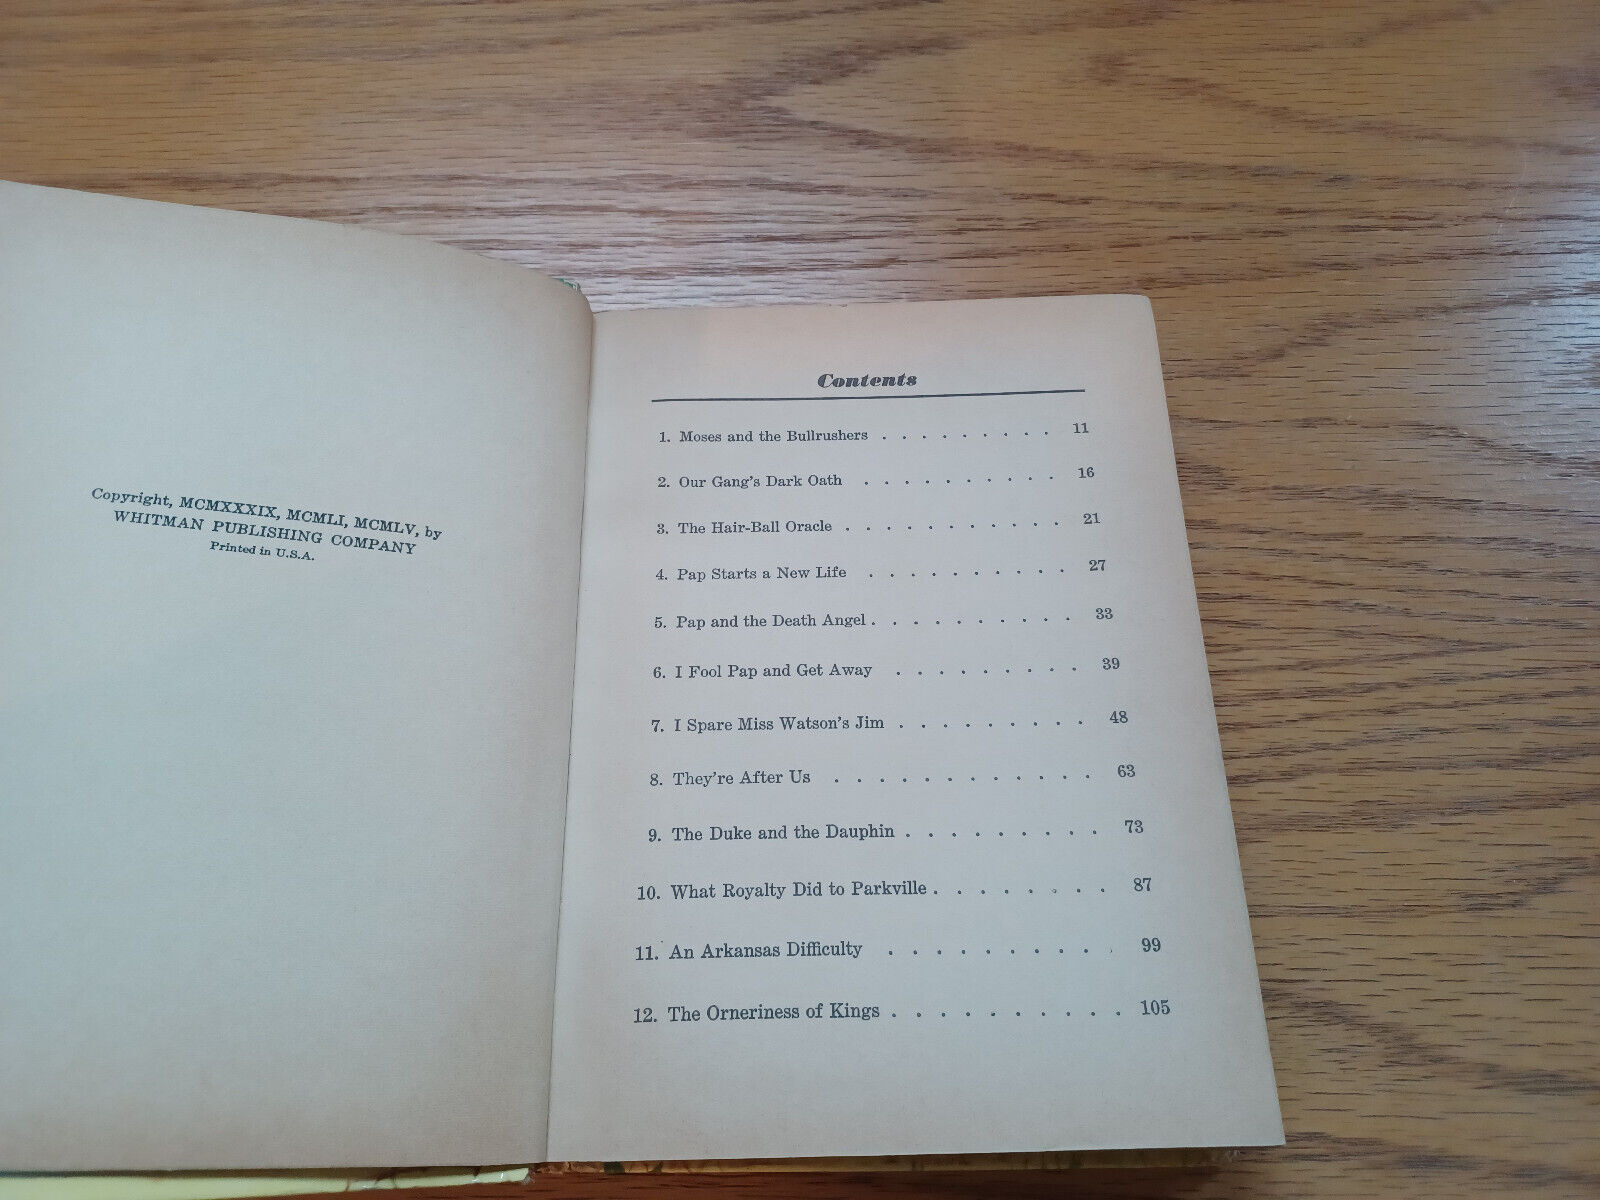 Copyright, MCMXXXIX, MCMLI, MCMLV, by
WHITMAN PUBLISHING COMPANY
Printed in U.S.A.
Contents
1. Moses and the Bullrushers . . . . . . . . . 11
2. Our Gang's Dark Oath . . . . . . . . . . 16
3. The Hair-Ball Oracle . . . . . . . . . . 21
4. Pap Starts a New Life . . . . . . . . . . 27
5. Pap and the Death Angel . . . . . . . . . . 33
6. I Fool Pap and Get Away . . . . . . . . . 39
7. I Spare Miss Watson's Jim . . . . . . . . . 48
8. They're After Us . . . . . . . . . . . . 63
9. The Duke and the Dauphin . . . . . . . . . 73
10. What Royalty Did to Parkville . . . . . . . . 87
11. An Arkansas Difficulty . . . . . . . . . . 99
12. The Orneriness of Kings . . . . . . . . . . 105